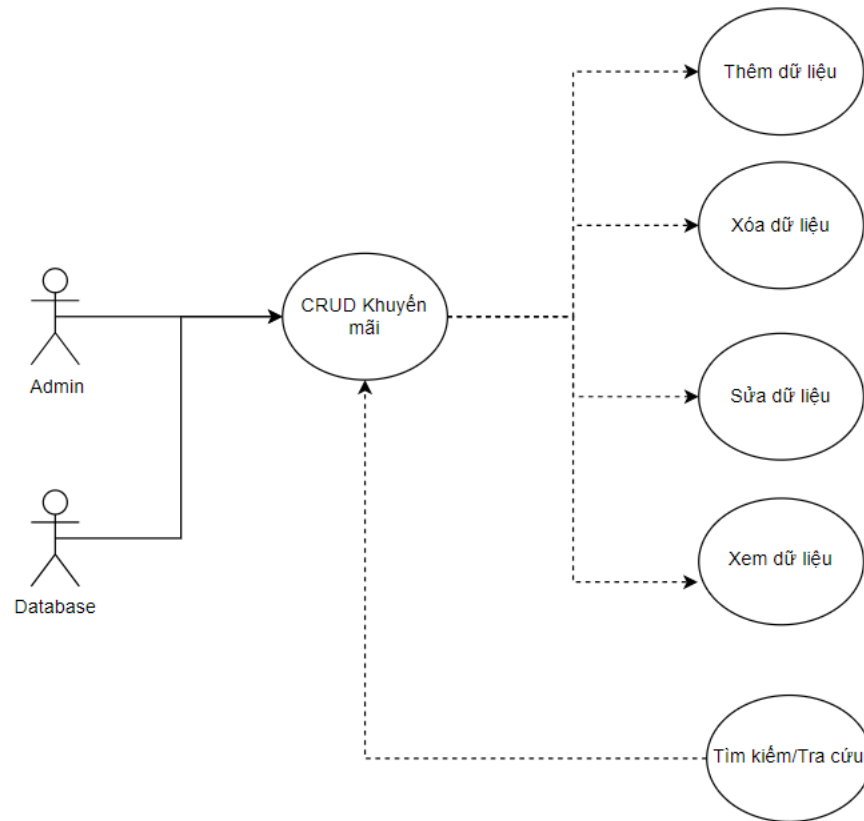 Thêm dữ liệu
Xóa dữ liệu
CRUD Khuyến
mãi
Admin
Sửa dữ liệu
Xem dữ liệu
Database
Tìm kiếm/Tra cứu